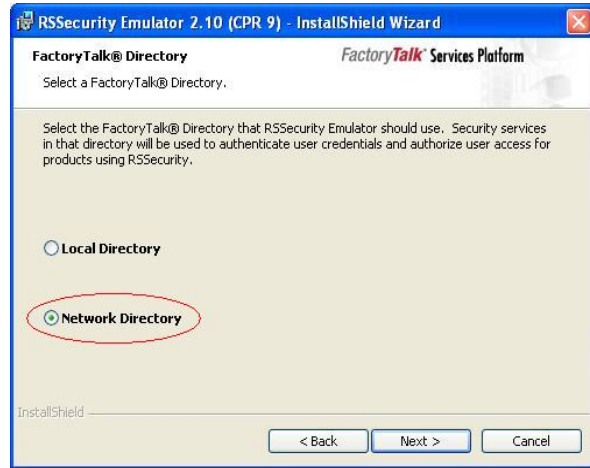 RSSecurity Emulator 2.10 (CPR 9) - InstallShield Wizard
FactoryTalk® Directory
FactoryTalk® Services Platform
Select a FactoryTalk® Directory.
Select the FactoryTalk® Directory that RSSecurity Emulator should use. Security services
in that directory will be used to authenticate user credentials and authorize user access for
products using RSSecurity.
Local Directory
Network Directory
InstallShield
< Back
Next >
Cancel